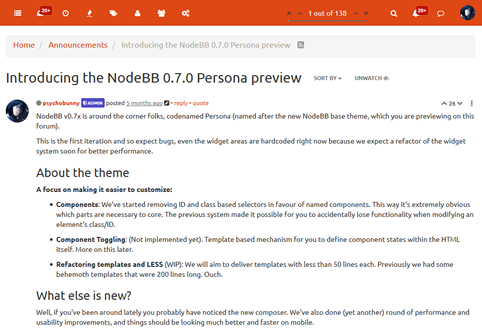 20+
1 out of 138
20+
Home / Announcements / Introducing the NodeBB 0.7.0 Persona preview
Introducing the NodeBB 0.7.0 Persona preview SORT BY UNWATCH
psychobunny ADMIN posted 5 months ago • reply • quote 26
NodeBB v0.7x is around the corner folks, codenamed Persona (named after the new NodeBB base theme, which you are previewing on this
forum).
This is the first iteration and so expect bugs, even the widget areas are hardcoded right now because we expect a refactor of the widget
system soon for better performance.
About the theme
A focus on making it easier to customize:
• Components: We've started removing ID and class based selectors in favour of named components. This way it's extremely obvious
which parts are necessary to core. The previous system made it possible for you to accidentally lose functionality when modifying an
element's class/ID.
• Component Toggling: (Not implemented yet). Template based mechanism for you to define component states within the HTML
itself. More on this later.
• Refactoring templates and LESS (WIP): We will aim to deliver templates with less than 50 lines each. Previously we had some
behemoth templates that were 200 lines long. Ouch.
What else is new?
Well, if you've been around lately you probably have noticed the new composer. We've also done (yet another) round of performance and
usability improvements, and things should be looking much better and faster on mobile.